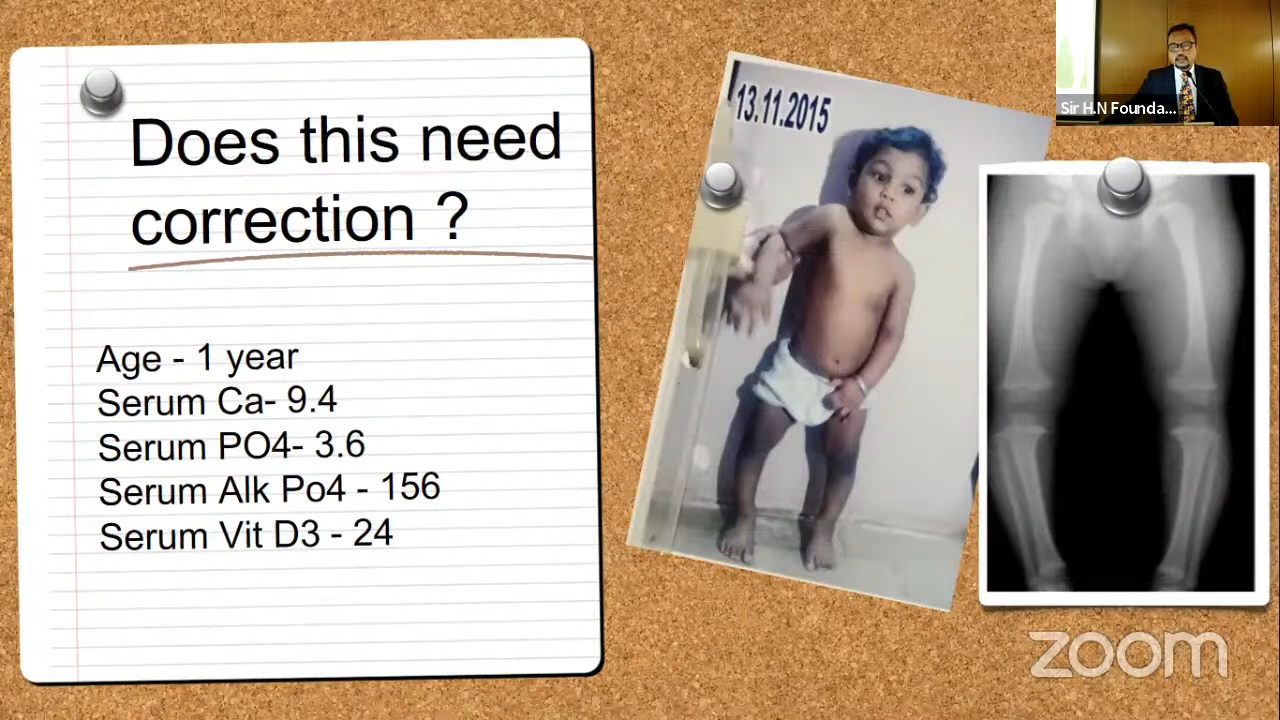 Does this need
correction ?
Age - 1 year
Serum Ca- 9.4
Serum PO4- 3.6
Serum Alk Po4 - 156
Serum Vit D3 - 24
13.11.2015
Sir H.N Founda...
zoom